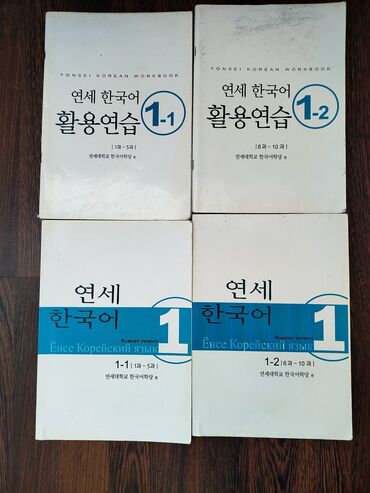 YONSEI KOREAN WORKBOOK
연세 한국어
활용연습 1-1
|1과~5과|
연세대학교 한국어학당 편
YONSEI KOREAN WORKBOOK
연세 한국어
활용연습 1-2
|6과~10과|
연세대학교 한국어학당 편
연세
한국어
1
Russian Version
Ёнсе Корейский язык
1-1 |1과~5과|
연세대학교 한국어학당 편
연세
한국어
1
Russian Version
Ёнсе Корейский язык
1-2 |6과~10과|
연세대학교 한국어학당 편